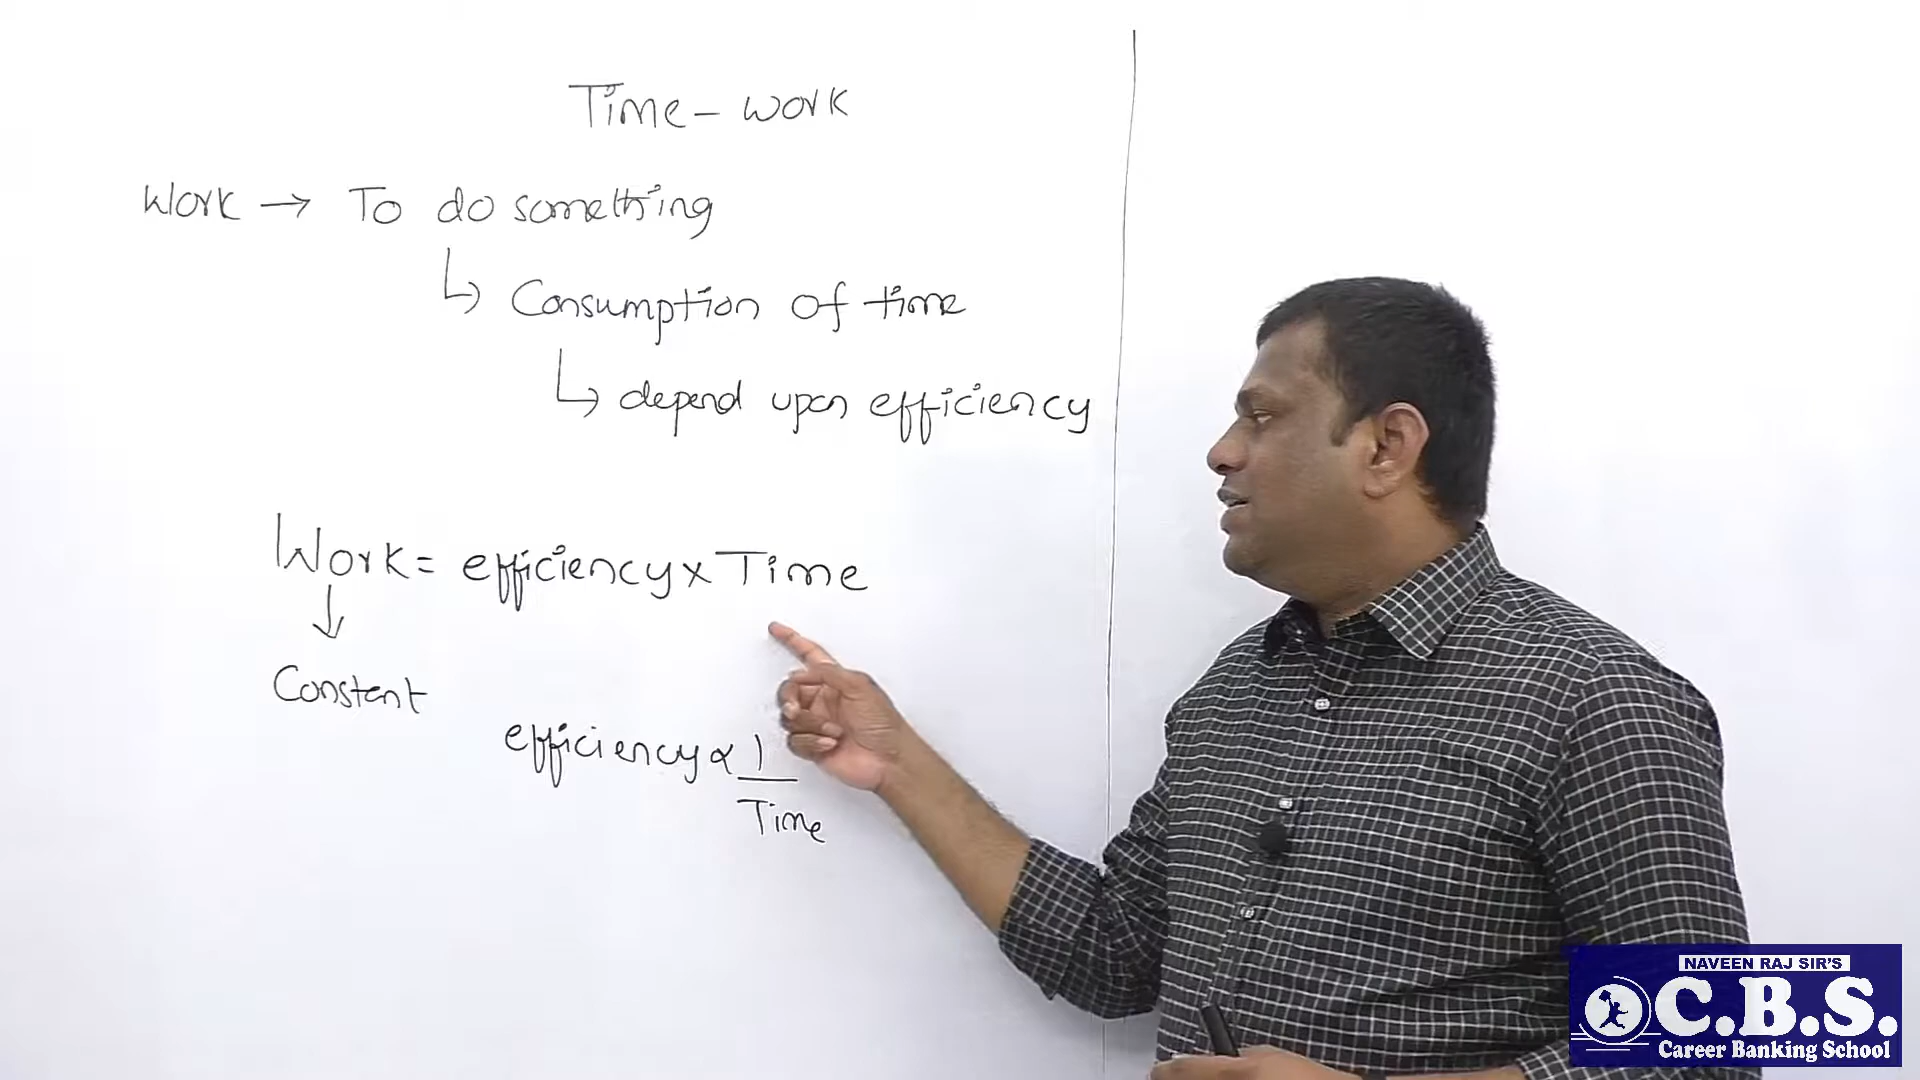 Time - work
Work → To do something
↳ Consumption of time
↳ depend upon efficiency
Work = efficiency × Time
↓
Constant
efficiency ∝ 1
Time
NAVEEN RAJ SIR'S
C.B.S.
Career Banking School